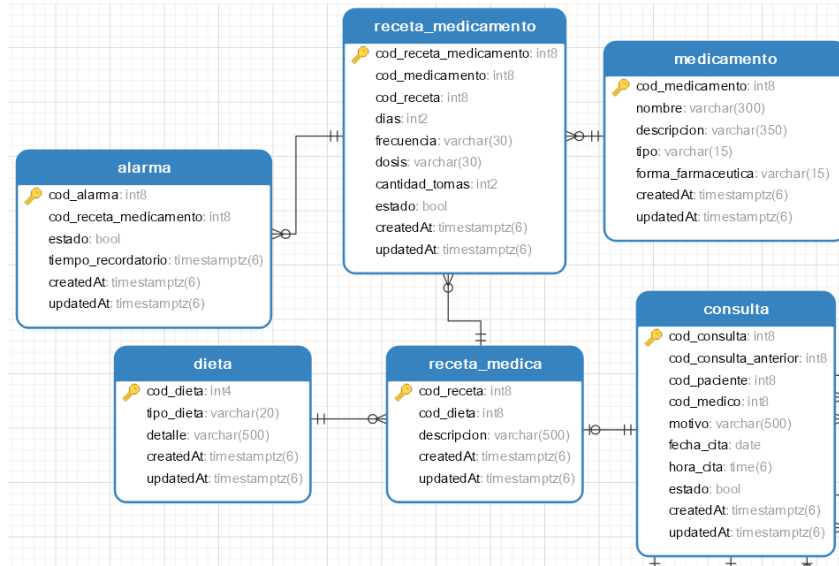 receta_medicamento
cod_receta_medicamento: int8
cod_medicamento: int8
cod_receta: int8
dias: int2
frecuencia: varchar(30)
dosis: varchar(30)
cantidad_tomas: int2
estado: bool
createdAt: timestamptz(6)
updatedAt: timestamptz(6)
medicamento
cod_medicamento: int8
nombre: varchar(300)
descripcion: varchar(350)
tipo: varchar(15)
forma_farmaceutica: varchar(15)
createdAt: timestamptz(6)
updatedAt: timestamptz(6)
alarma
cod_alarma: int8
cod_receta_medicamento: int8
estado: bool
tiempo_recordatorio: timestamptz(6)
createdAt: timestamptz(6)
updatedAt: timestamptz(6)
dieta
cod_dieta: int4
tipo_dieta: varchar(20)
detalle: varchar(500)
createdAt: timestamptz(6)
updatedAt: timestamptz(6)
receta_medica
cod_receta: int8
cod_dieta: int8
descripcion: varchar(500)
createdAt: timestamptz(6)
updatedAt: timestamptz(6)
consulta
cod_consulta: int8
cod_consulta_anterior: int8
cod_paciente: int8
cod_medico: int8
motivo: varchar(500)
fecha_cita: date
hora_cita: time(6)
estado: bool
createdAt: timestamptz(6)
updatedAt: timestamptz(6)